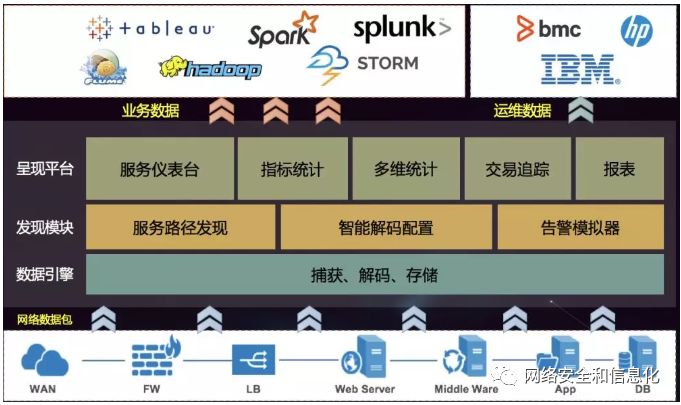 tableau
Spark
splunk>
hadoop
STORM
bmc
hp
IBM
业务数据
运维数据
呈现平台
服务仪表台
指标统计
多维统计
交易追踪
报表
发现模块
服务路径发现
智能解码配置
告警模拟器
数据引擎
捕获、解码、存储
网络数据包
WAN
FW
LB
Web Server
Middle Ware
App
DB
网络安全和信息化